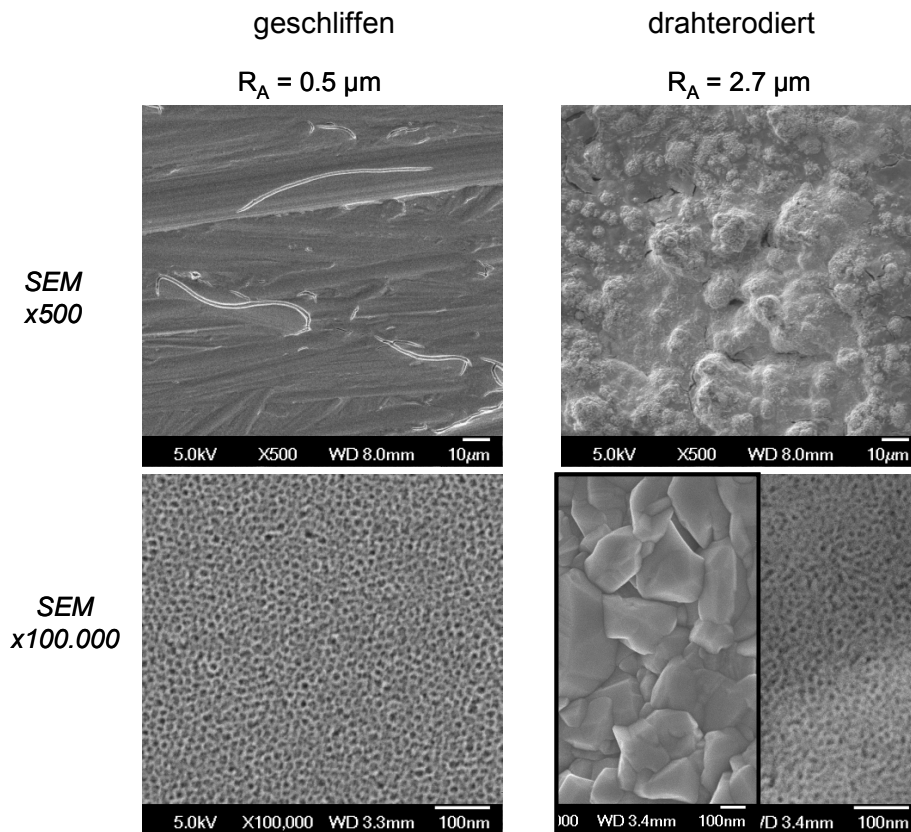 geschliffen
drahterodiert
R_A = 0.5 µm
R_A = 2.7 µm
SEM
x500
5.0kV X500 WD 8.0mm 10µm
5.0kV X500 WD 8.0mm 10µm
SEM
x100.000
5.0kV X100,000 WD 3.3mm 100nm
000 WD 3.4mm 100nm
/D 3.4mm 100nm